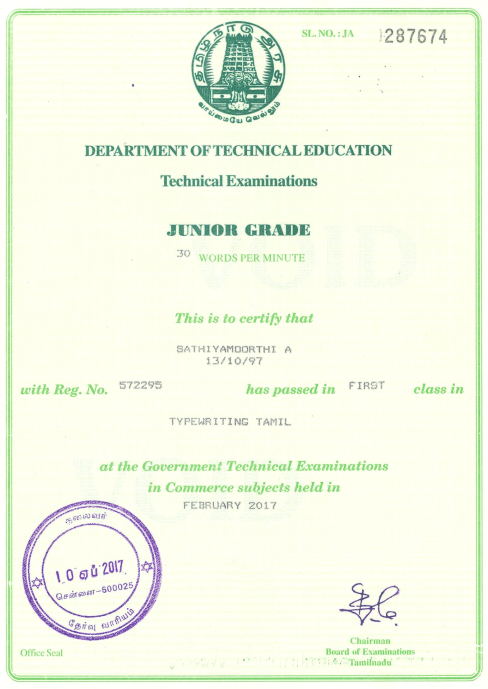 SL. NO. : JA 287674
தமிழ்நாடு அரசு
வாய்மையே வெல்லும்
DEPARTMENT OF TECHNICAL EDUCATION
Technical Examinations
JUNIOR GRADE
30 WORDS PER MINUTE
This is to certify that
SATHIYAMOORTHI A
13/10/97
with Reg. No. 572295 has passed in FIRST class in
TYPEWRITING TAMIL
at the Government Technical Examinations
in Commerce subjects held in
FEBRUARY 2017
தலைவர்
10 ஏப் 2017
சென்னை-600025
தேர்வு வாரியம்
Office Seal
Chairman
Board of Examinations
Tamilnadu